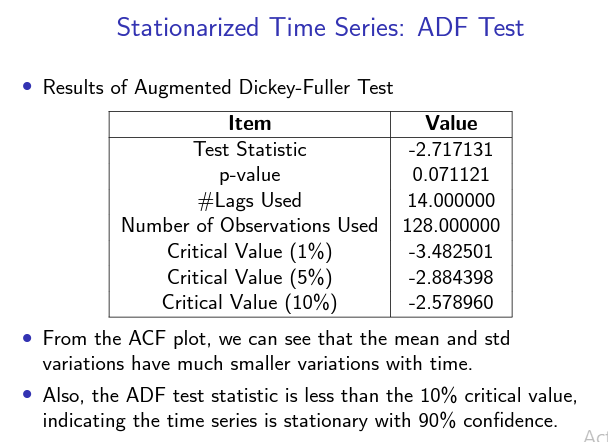 Stationarized Time Series: ADF Test
• Results of Augmented Dickey-Fuller Test
Item Value
Test Statistic -2.717131
p-value 0.071121
#Lags Used 14.000000
Number of Observations Used 128.000000
Critical Value (1%) -3.482501
Critical Value (5%) -2.884398
Critical Value (10%) -2.578960
• From the ACF plot, we can see that the mean and std
variations have much smaller variations with time.
• Also, the ADF test statistic is less than the 10% critical value,
indicating the time series is stationary with 90% confidence.